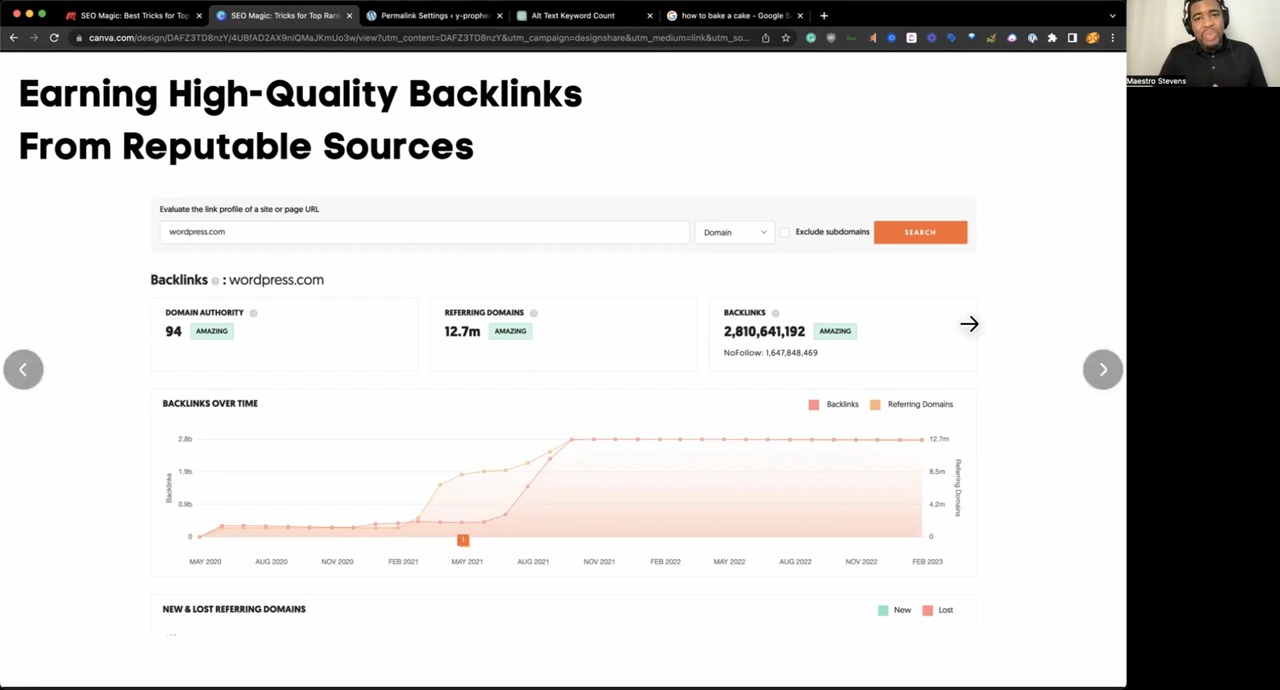 SEO Magic: Best Tricks for Top
SEO Magic: Tricks for Top Rank
Permalink Settings ‹ y-prophe
Alt Text Keyword Count
how to bake a cake - Google S
canva.com/design/DAFZ3TD8nzY/4UBfAD2AX9niQMaJKmUo3w/view?utm_content=DAFZ3TD8nzY&utm_campaign=designshare&utm_medium=link&utm_so...
Maestro Stevens
Earning High-Quality Backlinks
From Reputable Sources
Evaluate the link profile of a site or page URL
wordpress.com
Domain
Exclude subdomains
SEARCH
Backlinks : wordpress.com
DOMAIN AUTHORITY
94 AMAZING
REFERRING DOMAINS
12.7m AMAZING
BACKLINKS
2,810,641,192 AMAZING
NoFollow: 1,647,848,469
BACKLINKS OVER TIME
Backlinks Referring Domains
2.8b
1.9b
0.9b
0
Backlinks
12.7m
8.5m
4.2m
0
Referring Domains
MAY 2020 AUG 2020 NOV 2020 FEB 2021 MAY 2021 AUG 2021 NOV 2021 FEB 2022 MAY 2022 AUG 2022 NOV 2022 FEB 2023
NEW & LOST REFERRING DOMAINS
New Lost